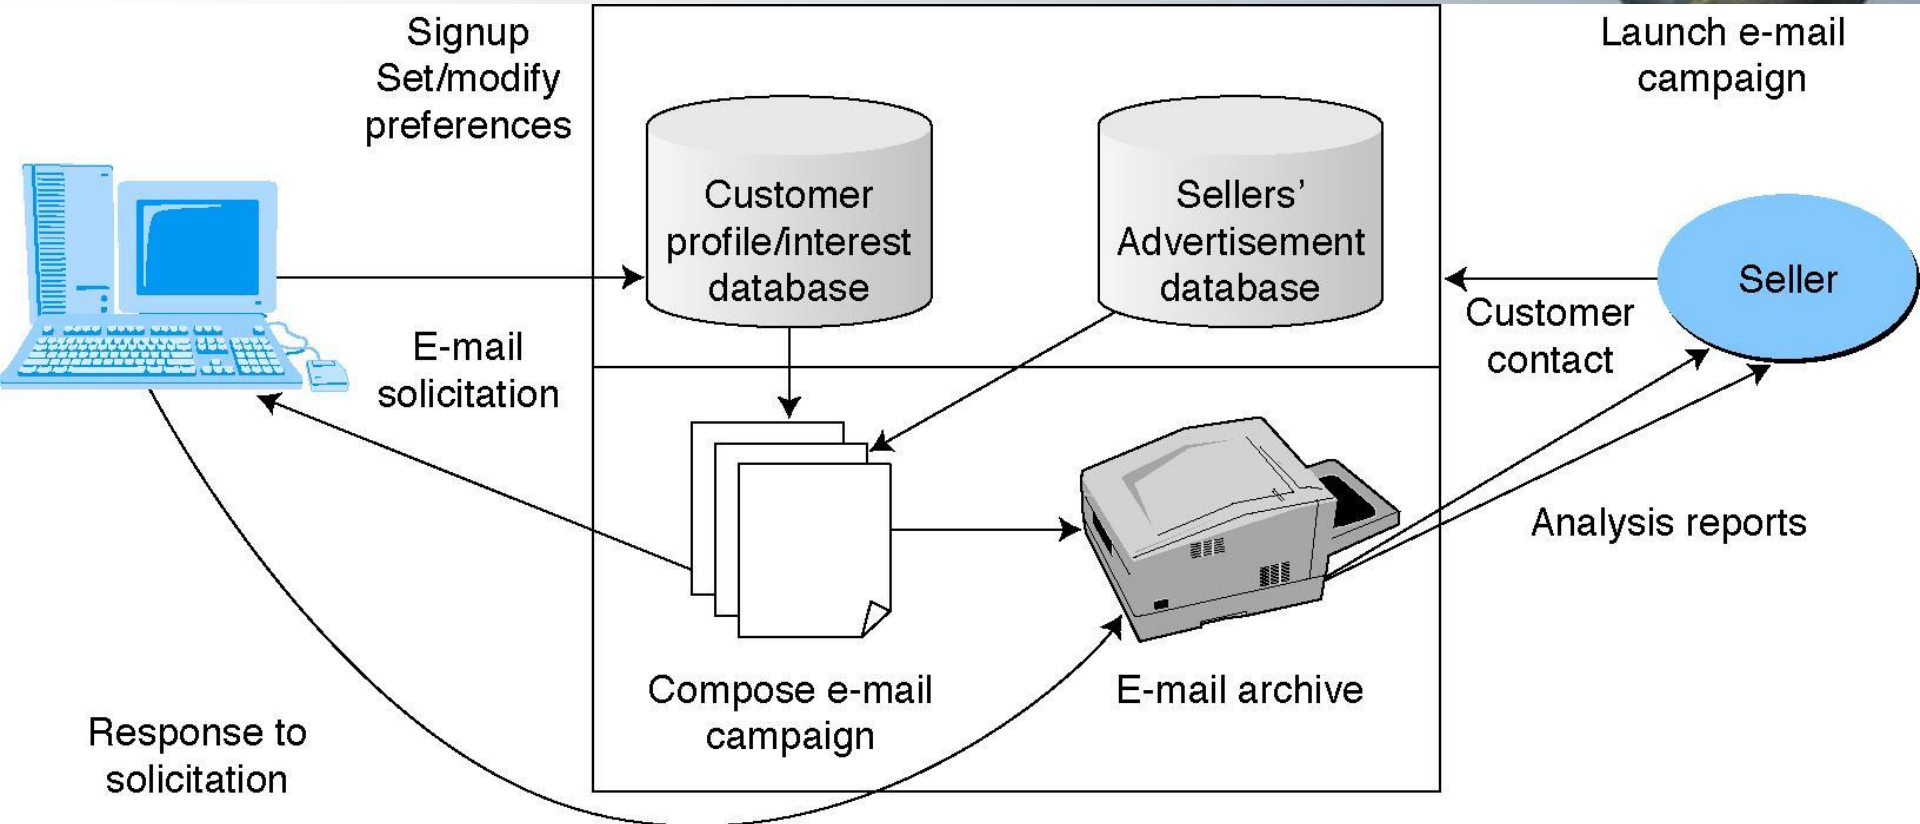 Signup
Set/modify
preferences
Launch e-mail
campaign
Customer
profile/interest
database
Sellers’
Advertisement
database
Seller
Customer
contact
E-mail
solicitation
Analysis reports
Compose e-mail
campaign
E-mail archive
Response to
solicitation